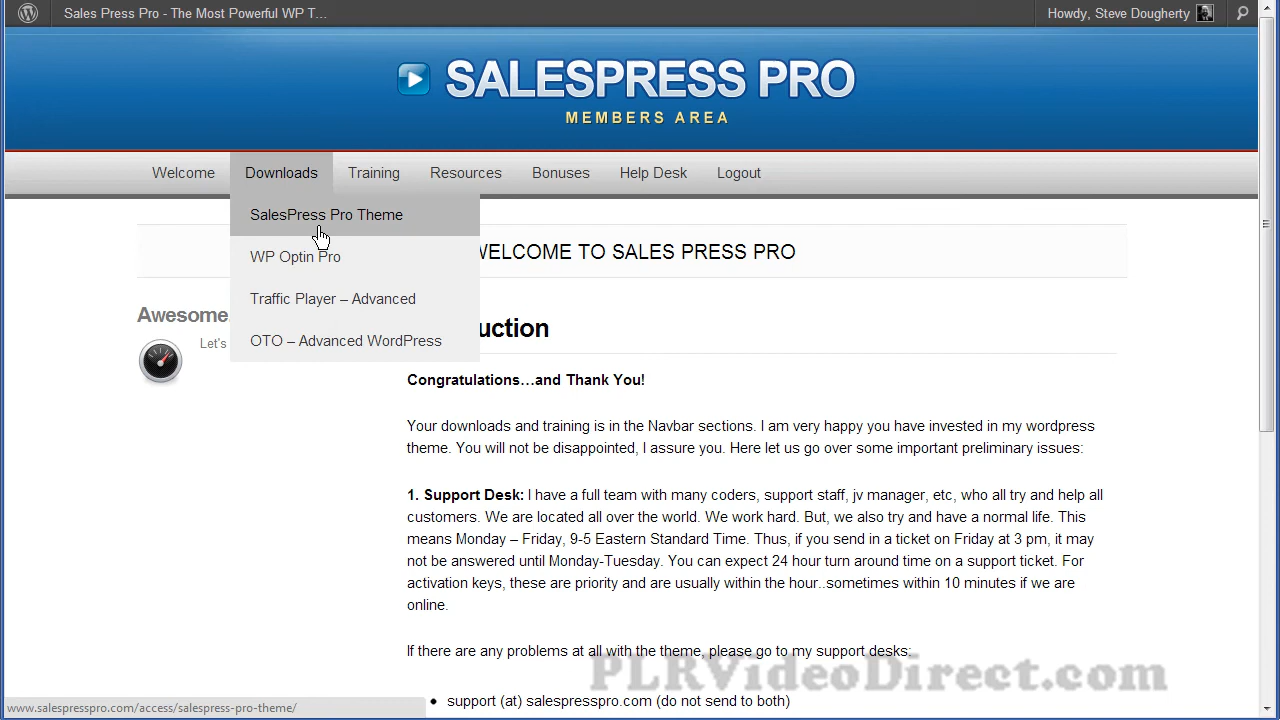 Sales Press Pro - The Most Powerful WP T...
Howdy, Steve Dougherty
SALESPRESS PRO
MEMBERS AREA
Welcome
Downloads
Training
Resources
Bonuses
Help Desk
Logout
SalesPress Pro Theme
WP Optin Pro
Traffic Player – Advanced
OTO – Advanced WordPress
WELCOME TO SALES PRESS PRO
Awesome
Let's
uction
Congratulations…and Thank You!
Your downloads and training is in the Navbar sections. I am very happy you have invested in my wordpress
theme. You will not be disappointed, I assure you. Here let us go over some important preliminary issues:
1. Support Desk: I have a full team with many coders, support staff, jv manager, etc, who all try and help all
customers. We are located all over the world. We work hard. But, we also try and have a normal life. This
means Monday – Friday, 9-5 Eastern Standard Time. Thus, if you send in a ticket on Friday at 3 pm, it may
not be answered until Monday-Tuesday. You can expect 24 hour turn around time on a support ticket. For
activation keys, these are priority and are usually within the hour..sometimes within 10 minutes if we are
online.
If there are any problems at all with the theme, please go to my support desks:
PLRVideoDirect.com
• support (at) salespresspro.com (do not send to both)
www.salespresspro.com/access/salespress-pro-theme/